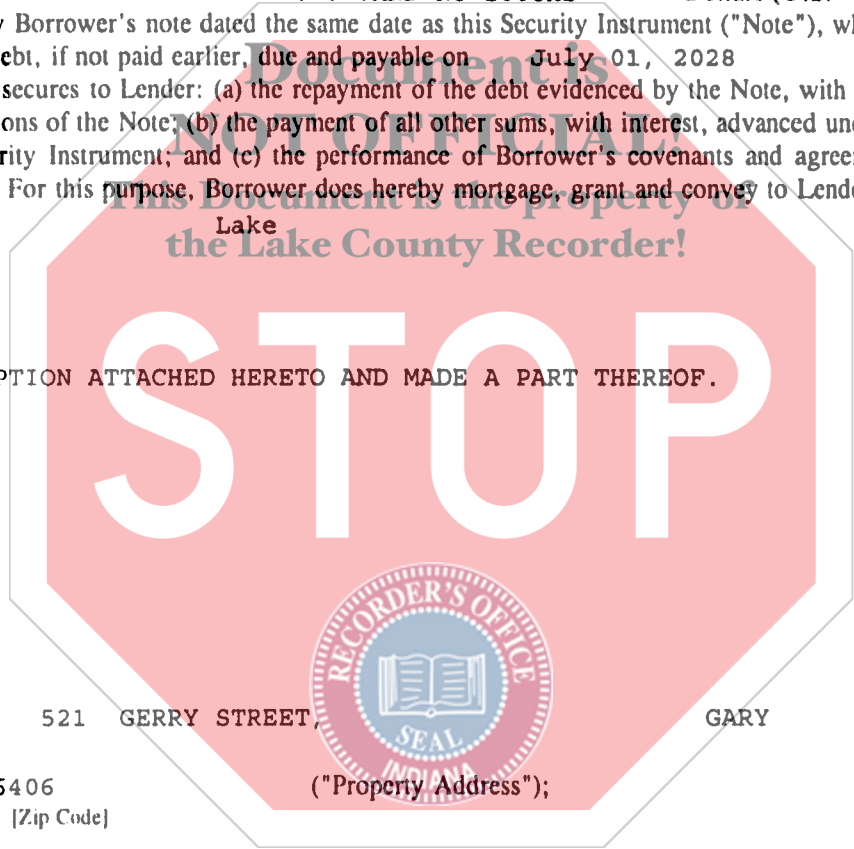 y Borrower's note dated the same date as this Security Instrument ("Note"), wh
ebt, if not paid earlier, due and payable on July 01, 2028
Document is
secures to Lender: (a) the repayment of the debt evidenced by the Note, with
ons of the Note; (b) the payment of all other sums, with interest, advanced und
NOT OFFICIAL!
rity Instrument; and (c) the performance of Borrower's covenants and agreem
For this purpose, Borrower does hereby mortgage, grant and convey to Lende
This Document is the property of
Lake
the Lake County Recorder!
STOP
PTION ATTACHED HERETO AND MADE A PART THEREOF.
RECORDER'S OFFICE
521 GERRY STREET, GARY
SEAL
INDIANA
5406 ("Property Address");
[Zip Code]